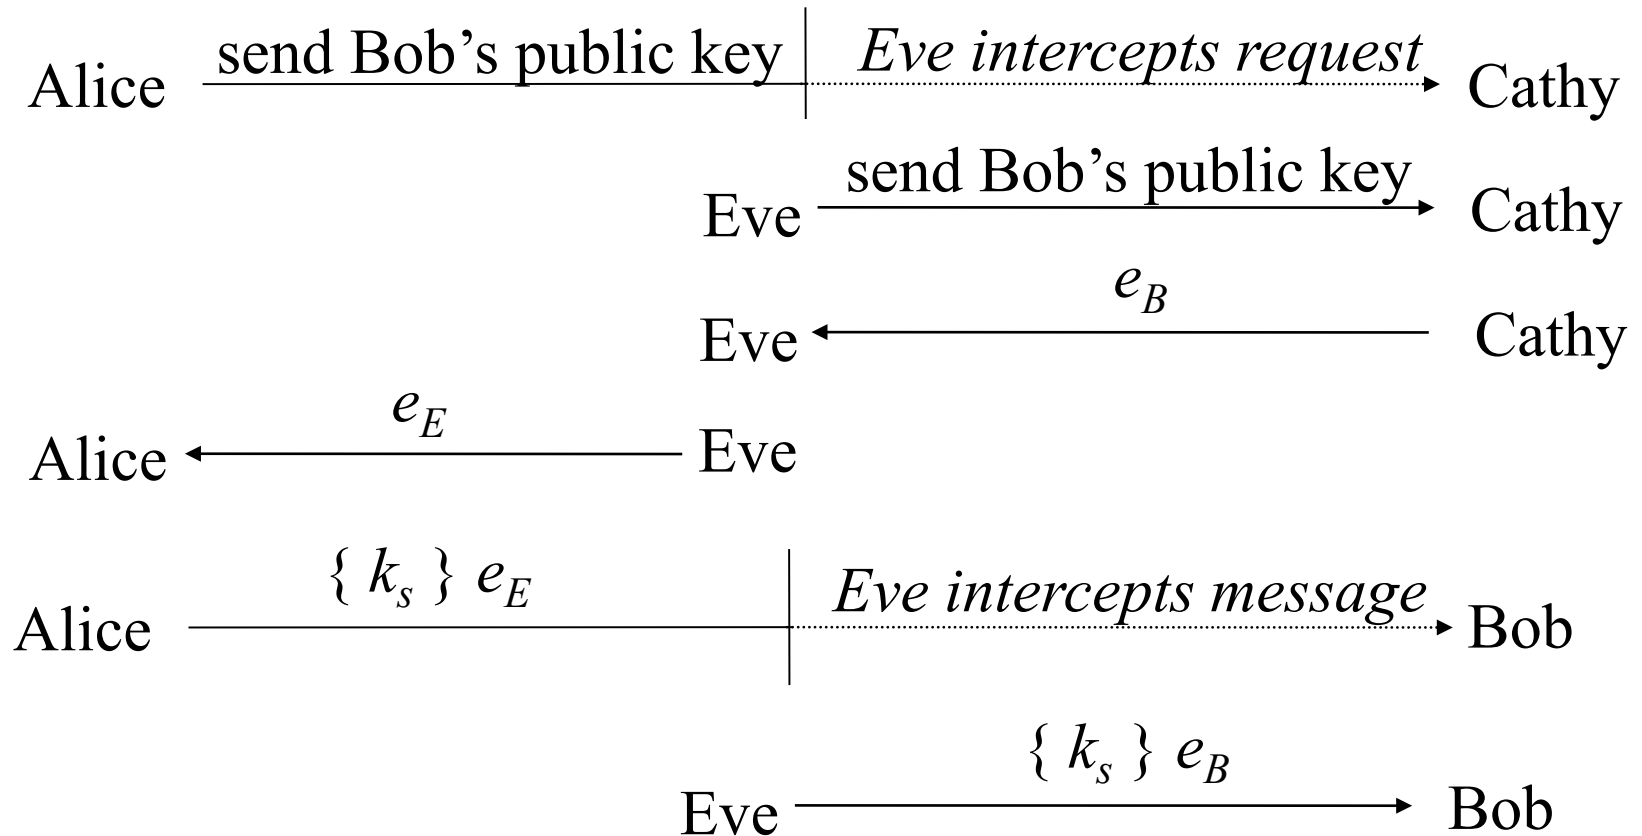 Alice send Bob’s public key Eve intercepts request Cathy
Eve send Bob’s public key Cathy
Eve e_B Cathy
Alice e_E Eve
Alice { k_s } e_E Eve intercepts message Bob
Eve { k_s } e_B Bob